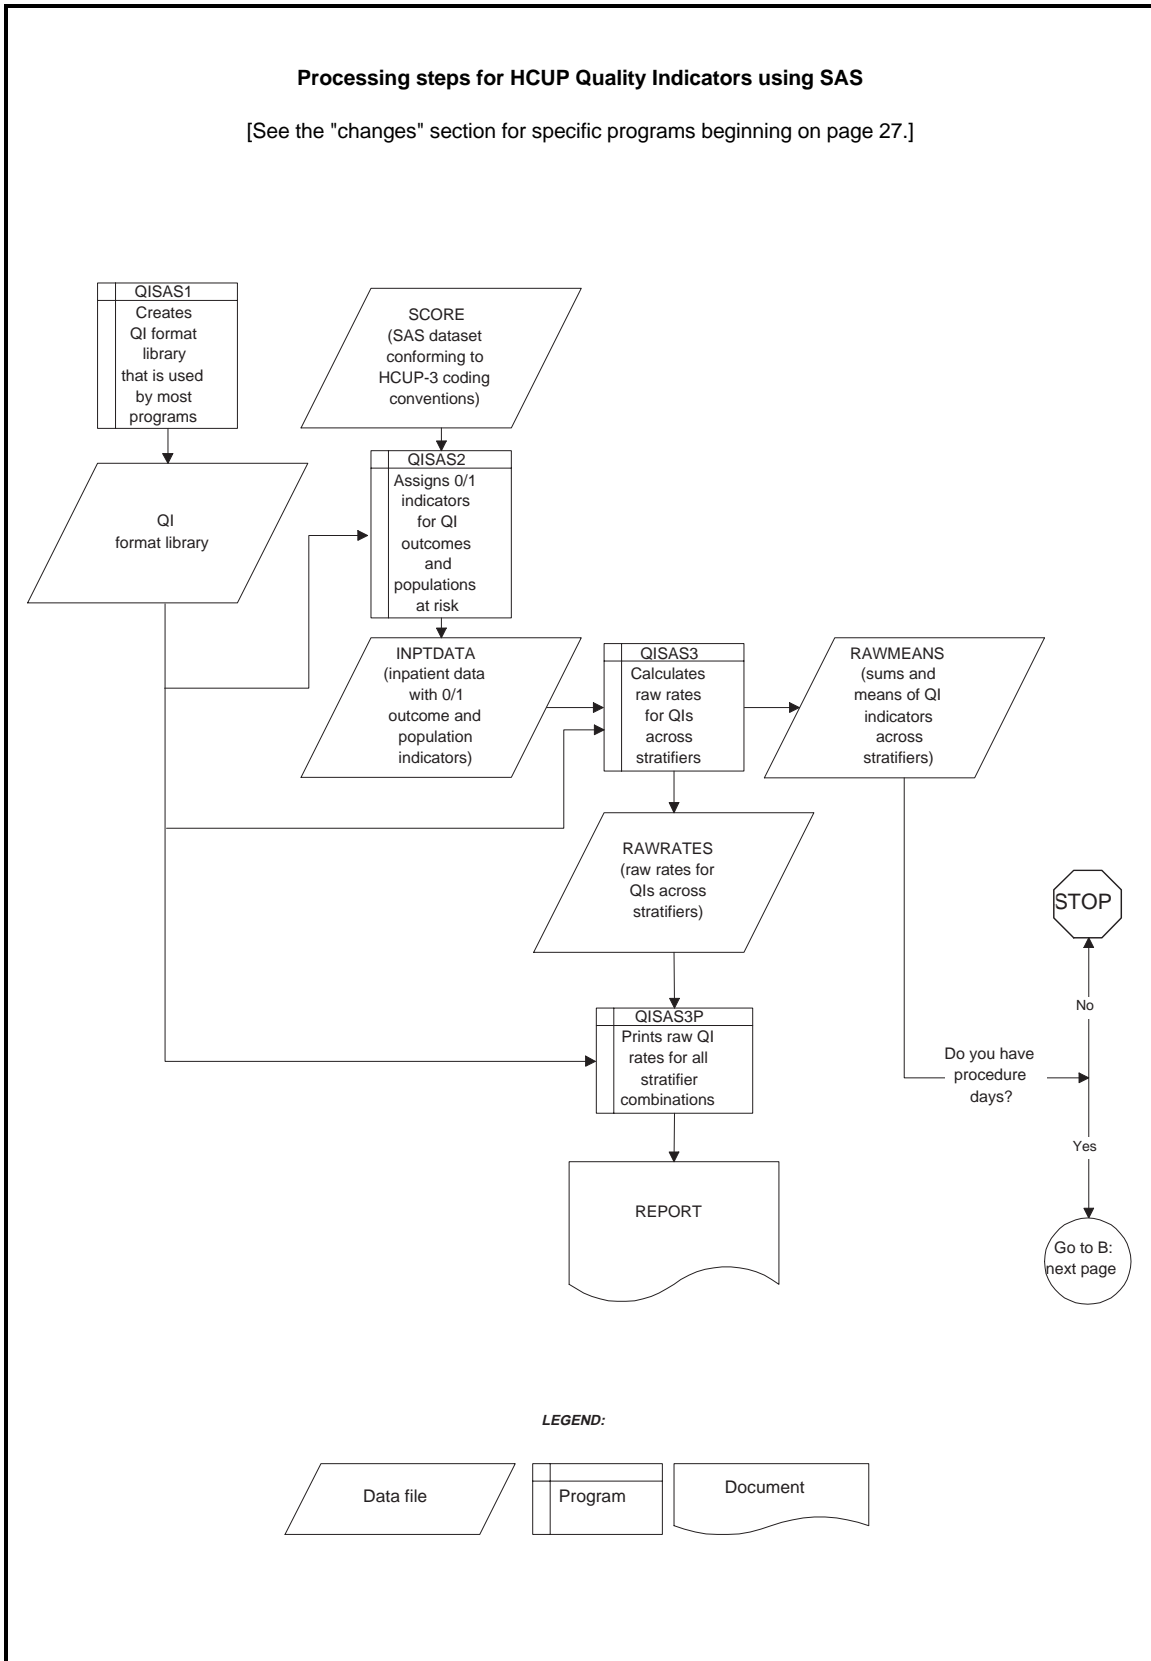 Processing steps for HCUP Quality Indicators using SAS
[See the "changes" section for specific programs beginning on page 27.]
QISAS1
Creates
QI format
library
that is used
by most
programs
SCORE
(SAS dataset
conforming to
HCUP-3 coding
conventions)
QI
format library
QISAS2
Assigns 0/1
indicators
for QI
outcomes
and
populations
at risk
INPTDATA
(inpatient data
with 0/1
outcome and
population
indicators)
QISAS3
Calculates
raw rates
for QIs
across
stratifiers
RAWMEANS
(sums and
means of QI
indicators
across
stratifiers)
RAWRATES
(raw rates for
QIs across
stratifiers)
STOP
No
Do you have
procedure
days?
Yes
Go to B:
next page
QISAS3P
Prints raw QI
rates for all
stratifier
combinations
REPORT
LEGEND:
Data file
Program
Document